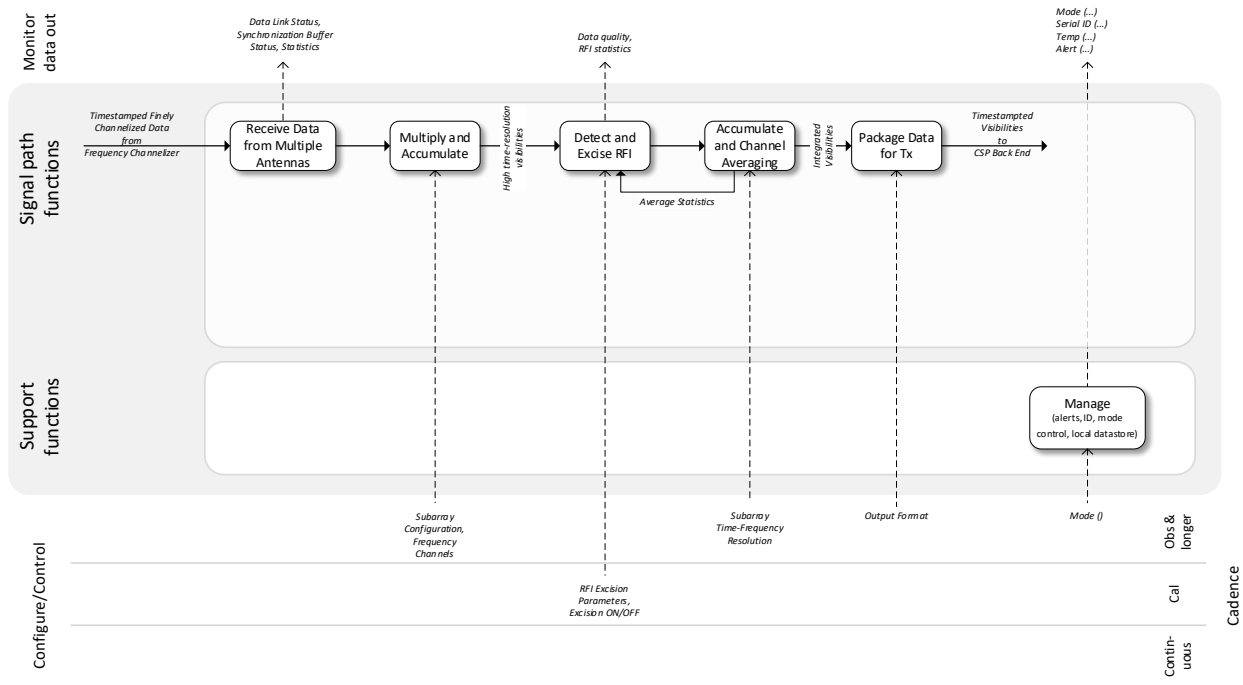 Monitor
data out
Data Link Status,
Synchronization Buffer
Status, Statistics
Data quality,
RFI statistics
Mode (...)
Serial ID (...)
Temp (...)
Alert (...)
Signal path
functions
Timestamped Finely
Channelized Data
from
Frequency Channelizer
Receive Data
from Multiple
Antennas
Multiply and
Accumulate
High time-resolution
visibilities
Detect and
Excise RFI
Accumulate
and Channel
Averaging
Integrated
Visibilities
Package Data
for Tx
Timestampted
Visibilities
to
CSP Back End
Average Statistics
Support
functions
Manage
(alerts, ID, mode
control, local datastore)
Configure/Control
Subarray
Configuration,
Frequency
Channels
Subarray
Time-Frequency
Resolution
Output Format
Mode ()
Obs &
longer
RFI Excision
Parameters,
Excision ON/OFF
Cal
Contin-
uous
Cadence